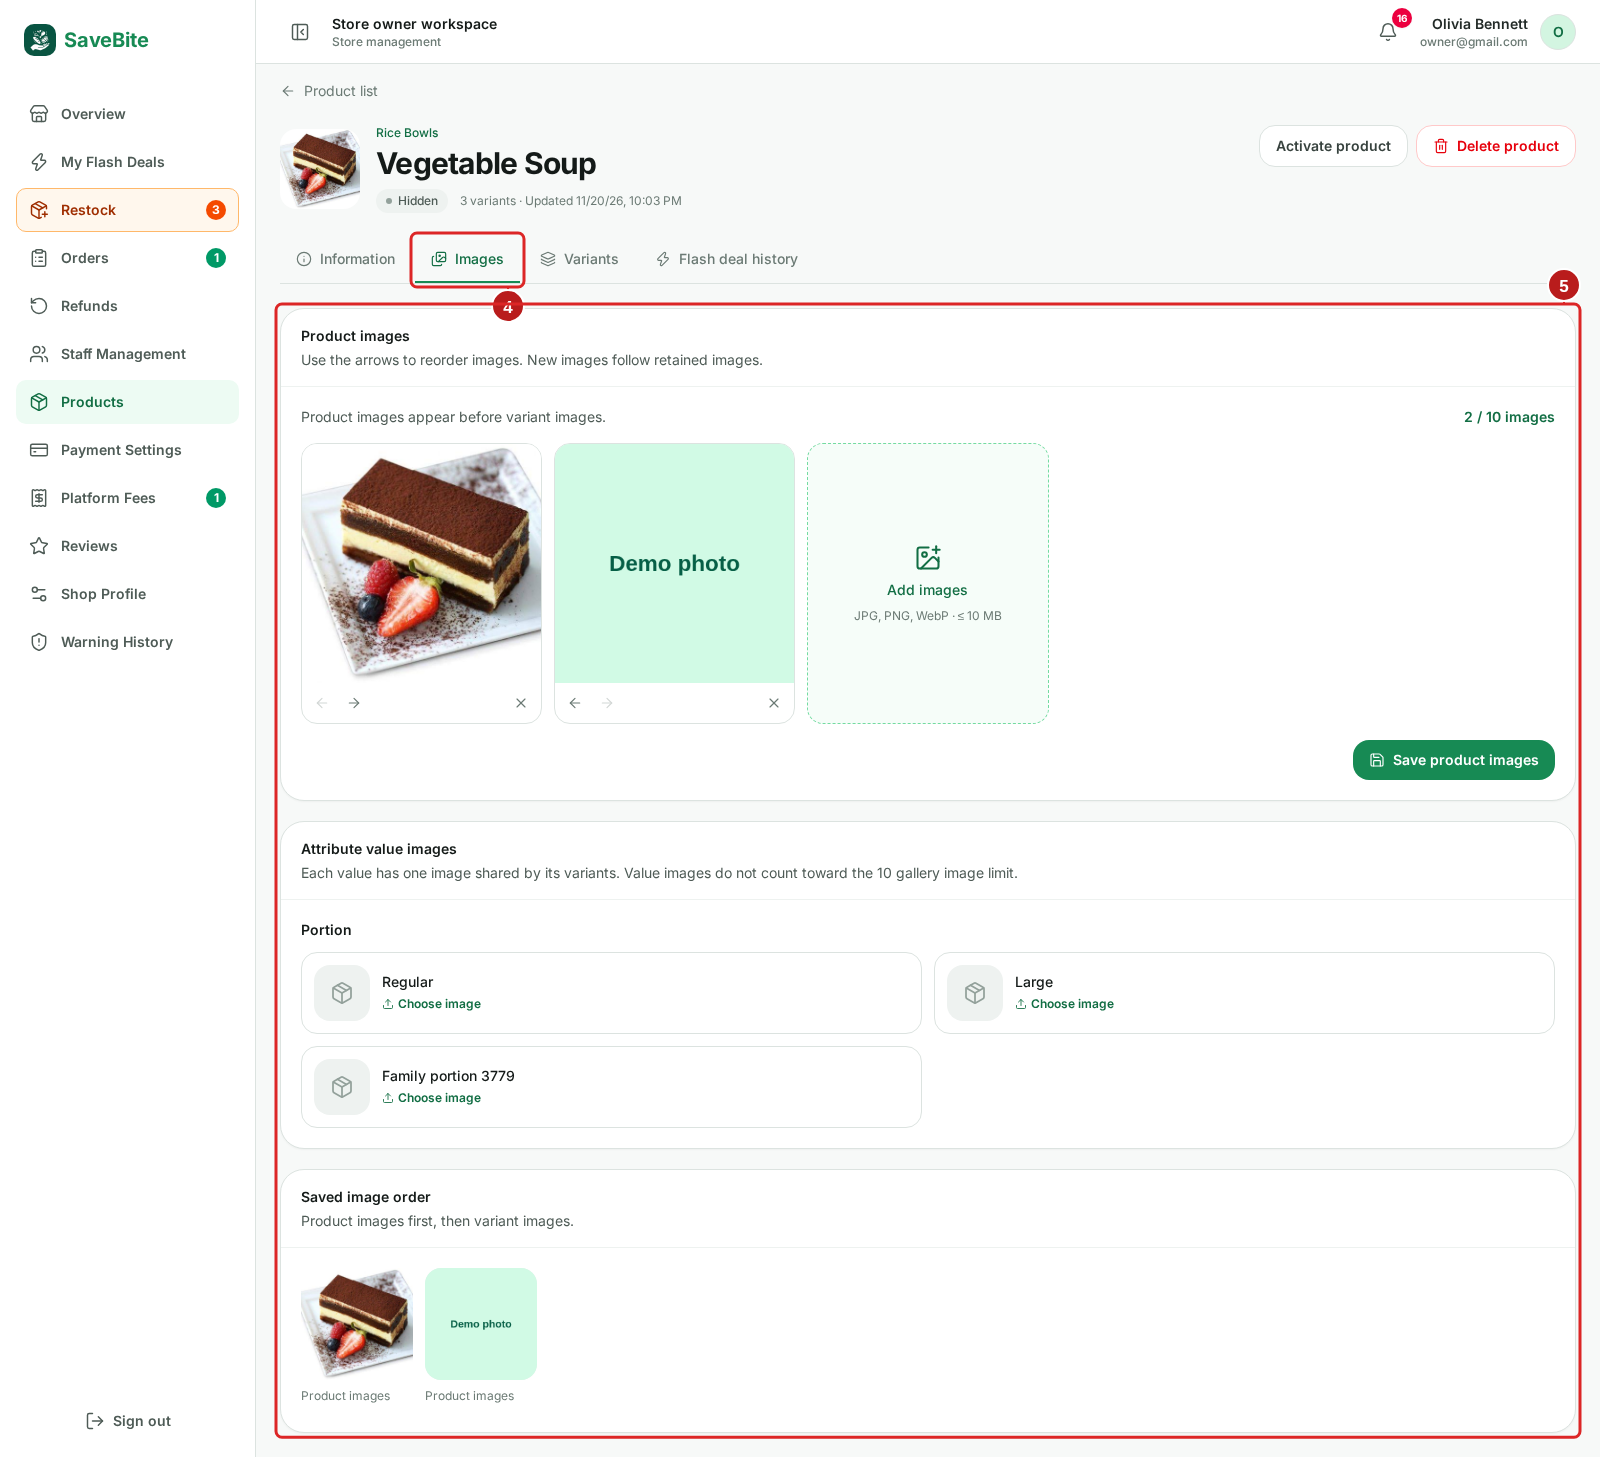 SaveBite
Store owner workspace
Store management
16
Olivia Bennett
owner@gmail.com
O
Overview
My Flash Deals
Restock
3
Orders
1
Refunds
Staff Management
Products
Payment Settings
Platform Fees
1
Reviews
Shop Profile
Warning History
Sign out
Product list
Rice Bowls
Vegetable Soup
Hidden
3 variants · Updated 11/20/26, 10:03 PM
Activate product
Delete product
Information
Images
Variants
Flash deal history
4
5
Product images
Use the arrows to reorder images. New images follow retained images.
Product images appear before variant images.
2 / 10 images
Demo photo
Add images
JPG, PNG, WebP · ≤ 10 MB
Save product images
Attribute value images
Each value has one image shared by its variants. Value images do not count toward the 10 gallery image limit.
Portion
Regular
Choose image
Large
Choose image
Family portion 3779
Choose image
Saved image order
Product images first, then variant images.
Demo photo
Product images
Product images